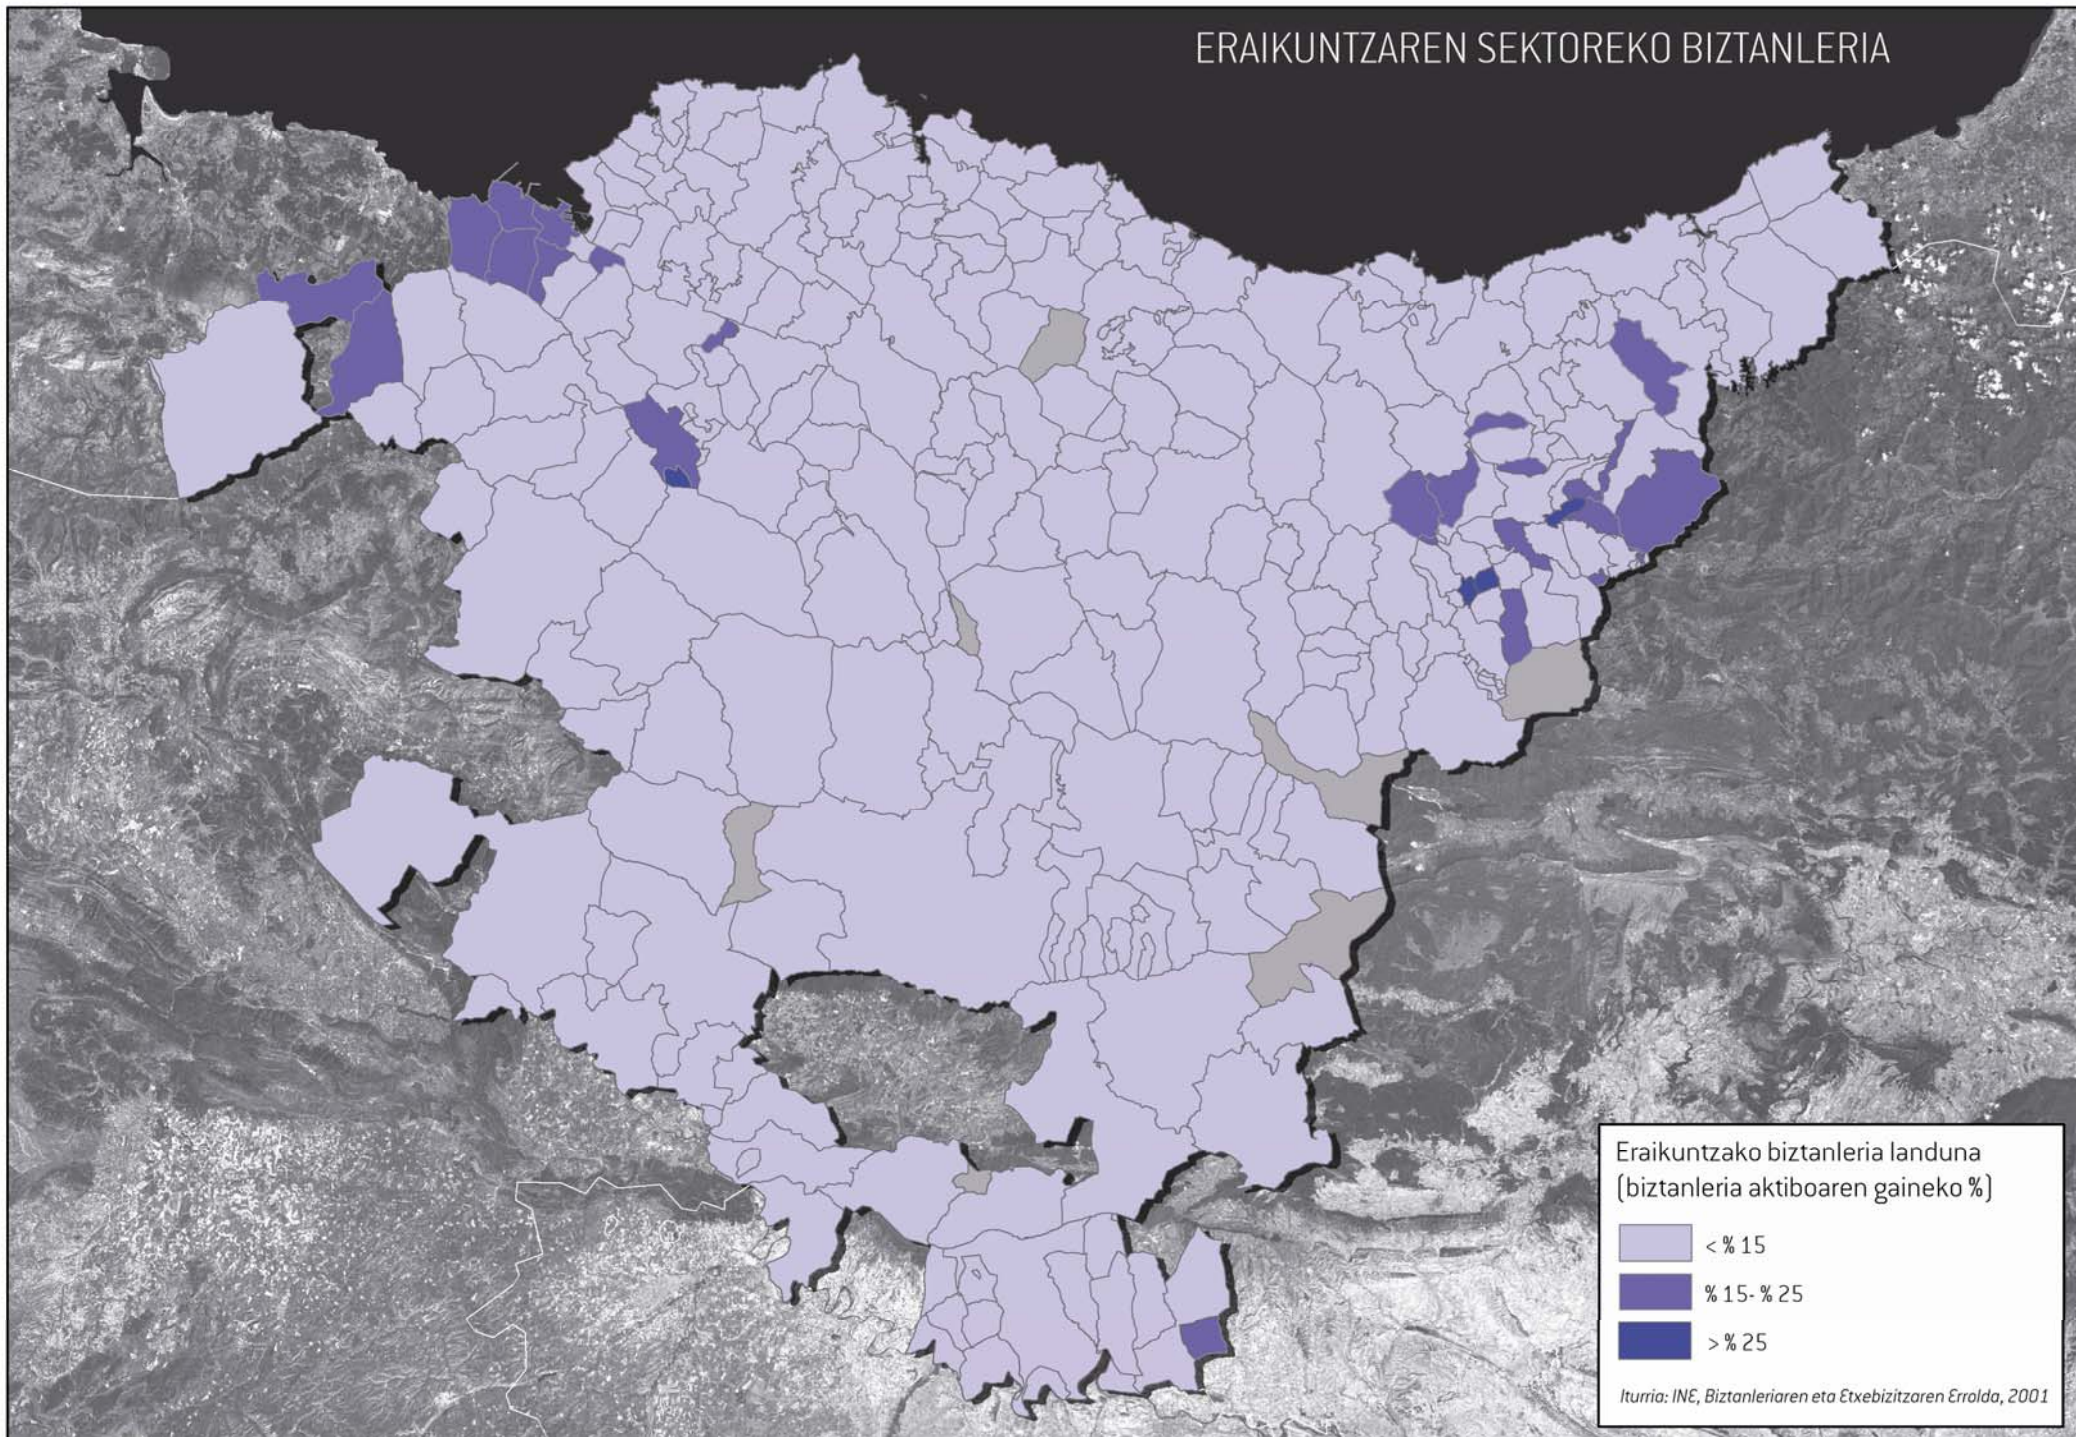 ERAIKUNTZAREN SEKTOREKO BIZTANLERIA
Eraikuntzako biztanleria landuna
(biztanleria aktiboaren gaineko %)
< % 15
% 15- % 25
> % 25
Iturria: INE, Biztanleriaren eta Etxebizitzaren Errolda, 2001